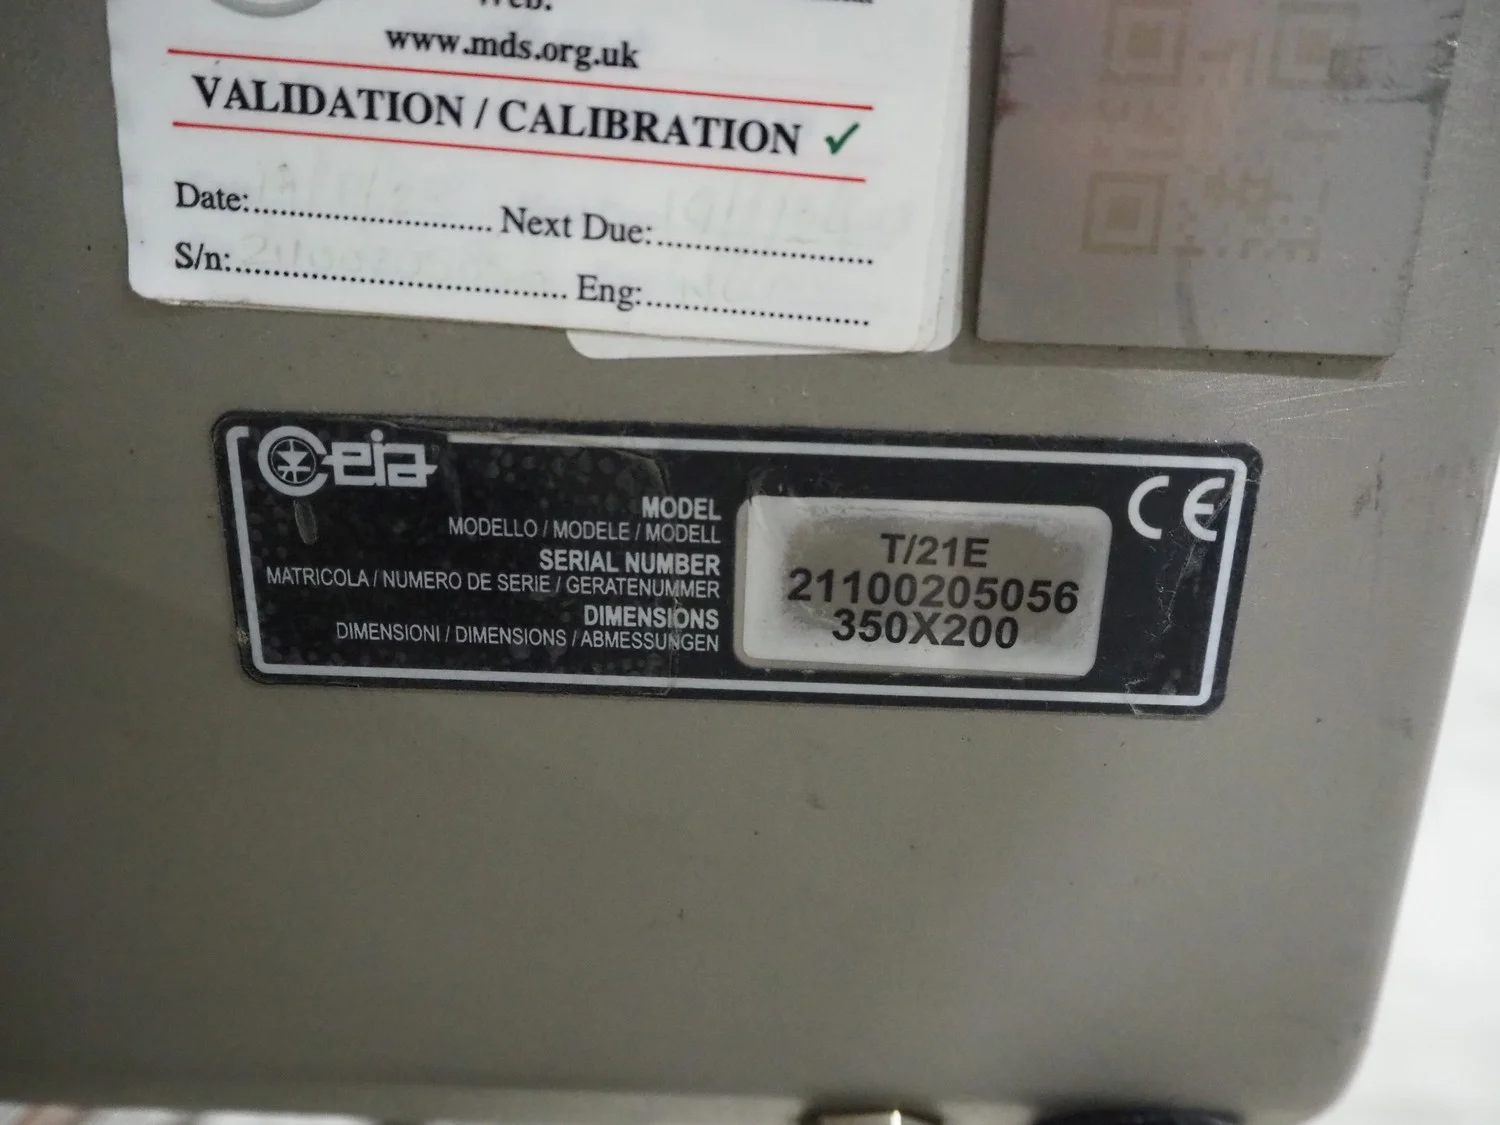 Web:
www.mds.org.uk
VALIDATION / CALIBRATION ✓
Date:.............................. Next Due:...........................
S/n:.......................................... Eng:...........................
Ceia
CE
MODEL
MODELLO / MODELE / MODELL
T/21E
SERIAL NUMBER
MATRICOLA / NUMERO DE SERIE / GERATENUMMER
21100205056
DIMENSIONS
DIMENSIONI / DIMENSIONS / ABMESSUNGEN
350X200